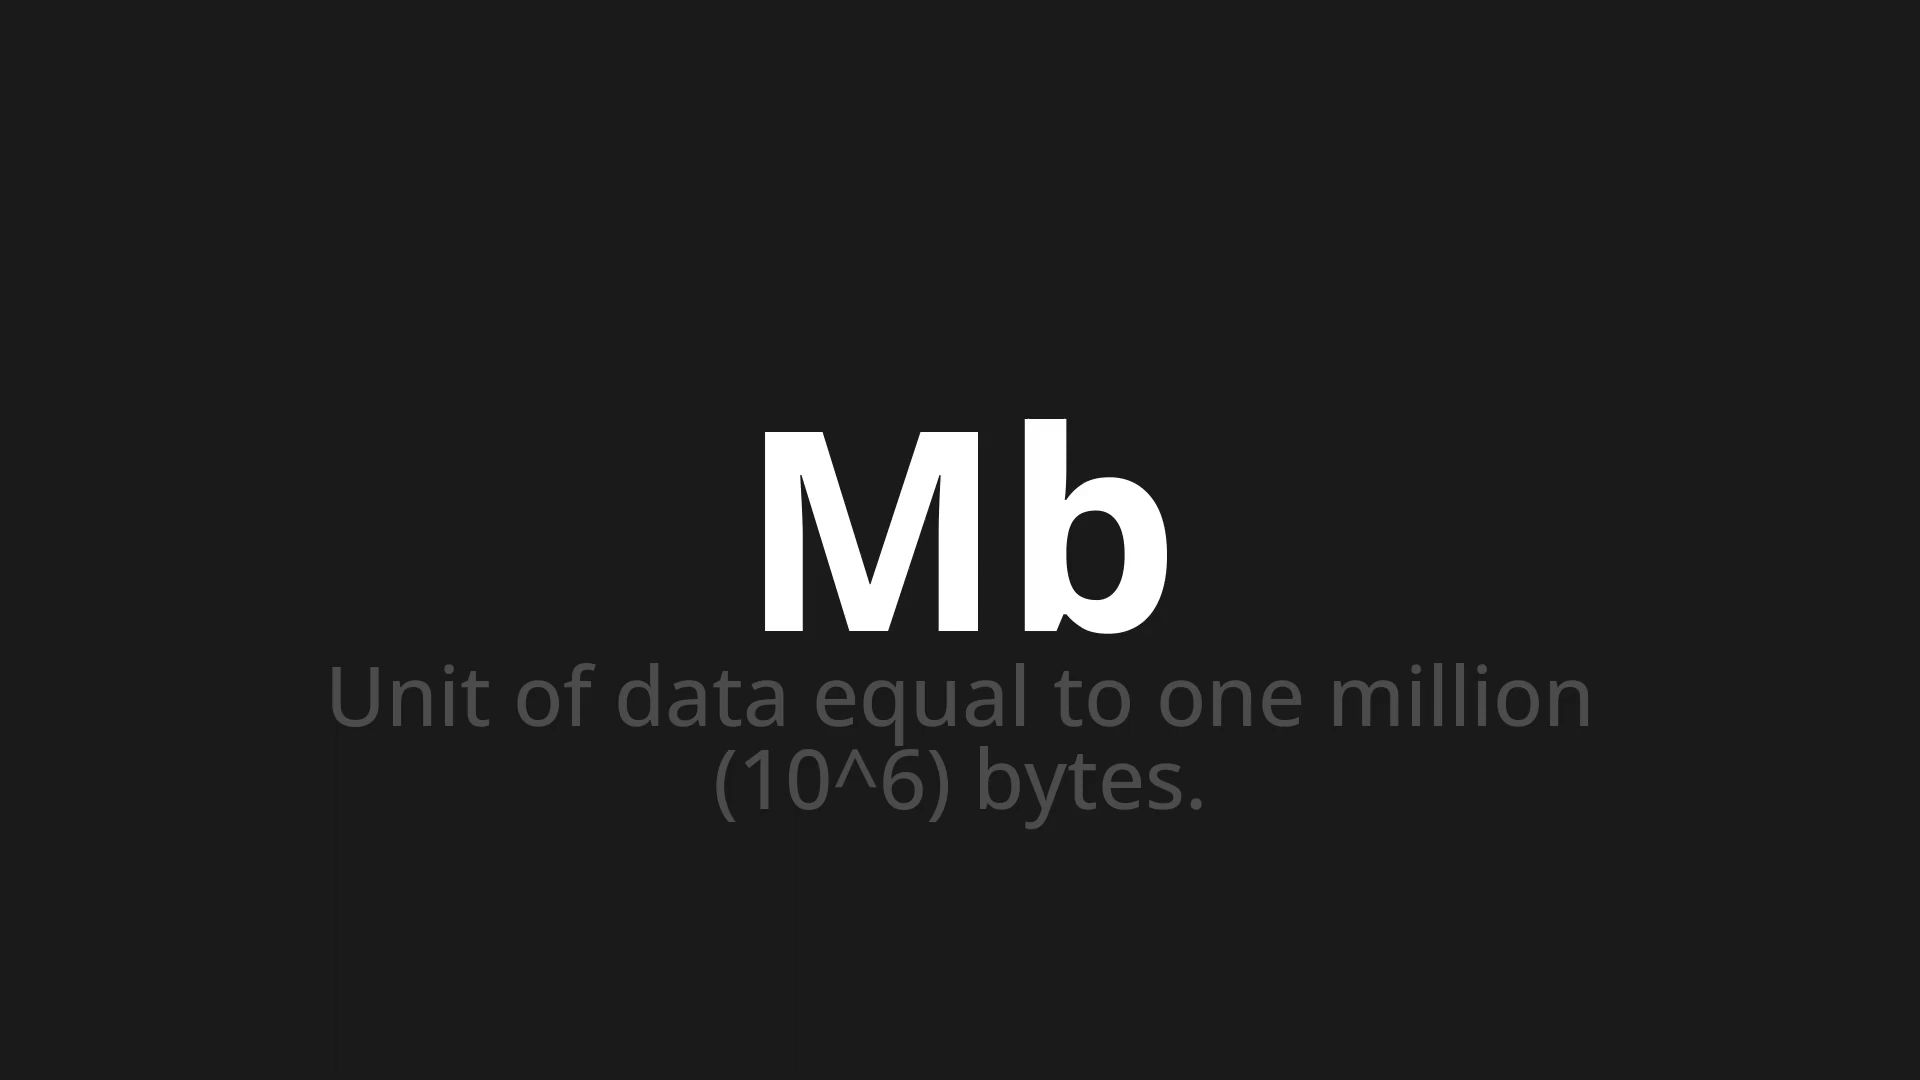 Mb
Unit of data equal to one million
(10^6) bytes.